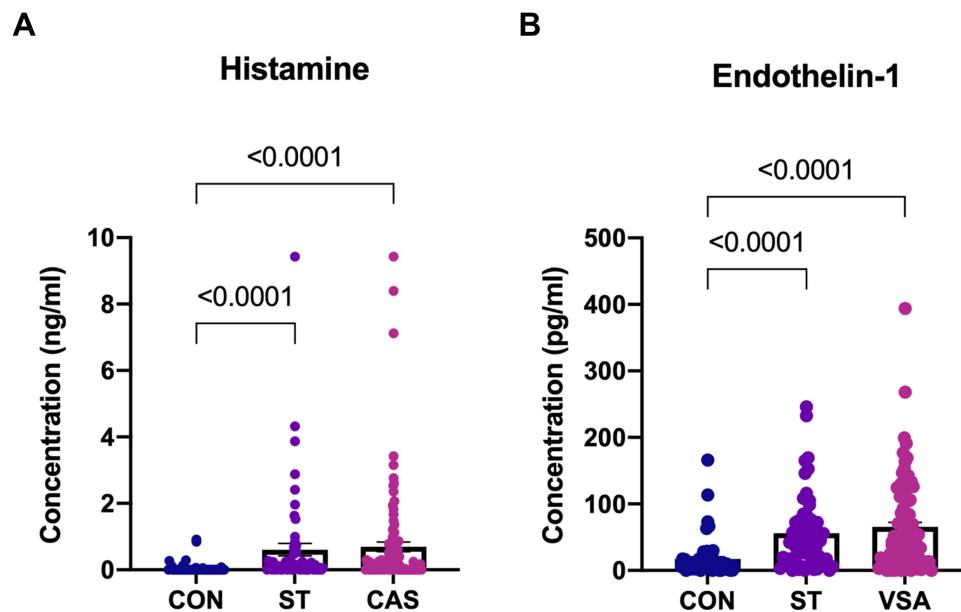 A
Histamine
<0.0001
<0.0001
Concentration (ng/ml)
10
8
6
4
2
0
CON ST CAS
B
Endothelin-1
<0.0001
<0.0001
Concentration (pg/ml)
500
400
300
200
100
0
CON ST VSA